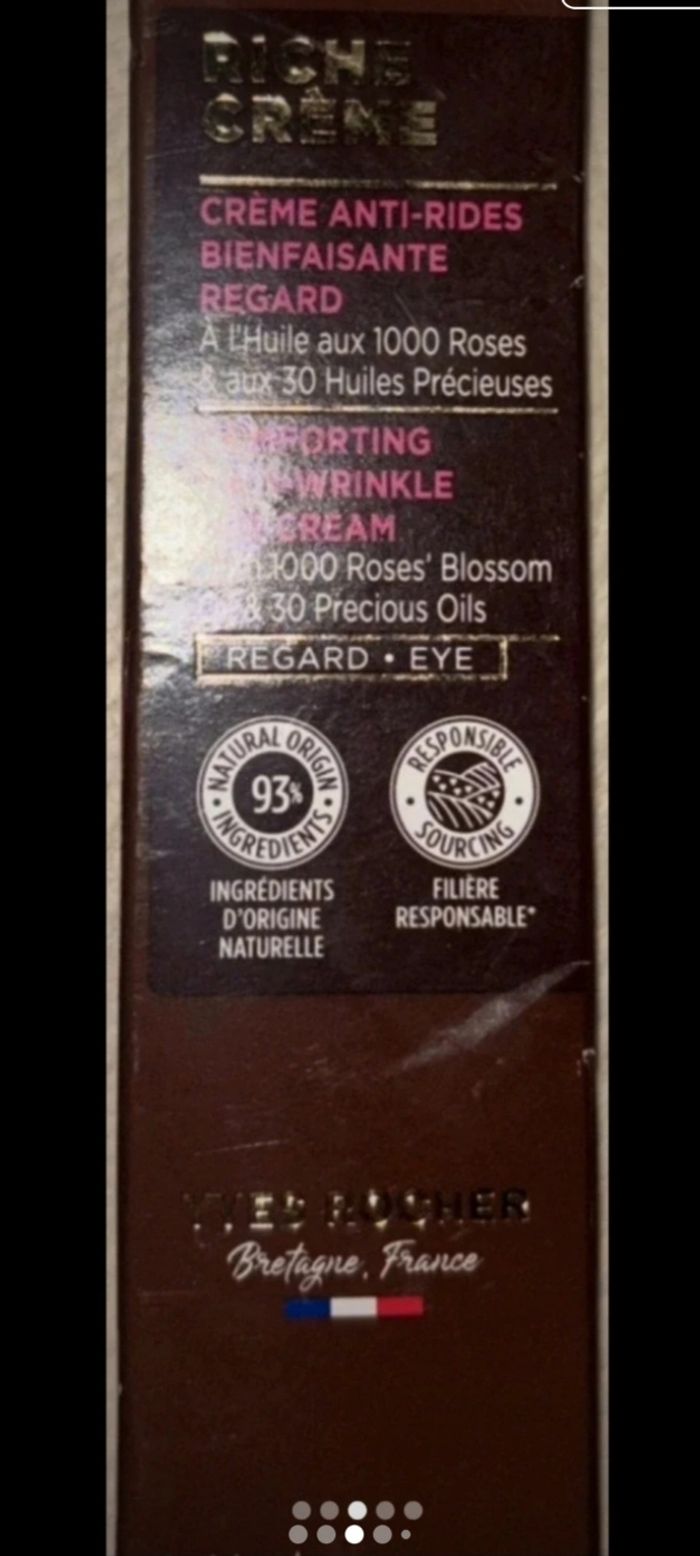 RICHE
CRÈME
CRÈME ANTI-RIDES
BIENFAISANTE
REGARD
À l'Huile aux 1000 Roses
& aux 30 Huiles Précieuses
WRINKLE
CREAM
1000 Roses' Blossom
& 30 Precious Oils
REGARD • EYE
NATURAL ORIGIN
93%
INGREDIENTS
RESPONSIBLE
SOURCING
INGRÉDIENTS
D'ORIGINE
NATURELLE
FILIÈRE
RESPONSABLE*
YVES ROCHER
Bretagne, France